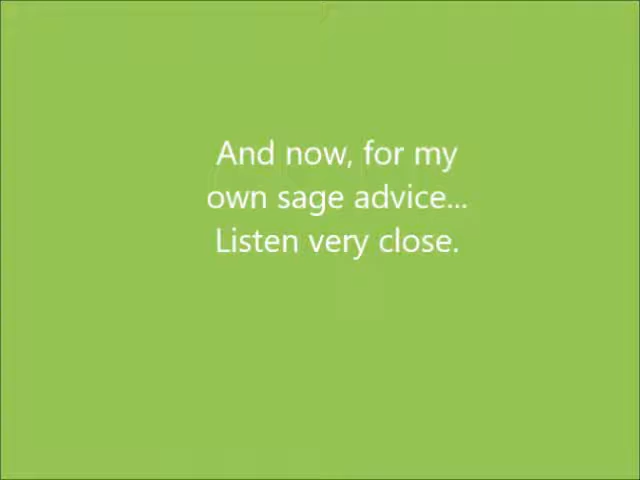 And now, for my
own sage advice...
Listen very close.